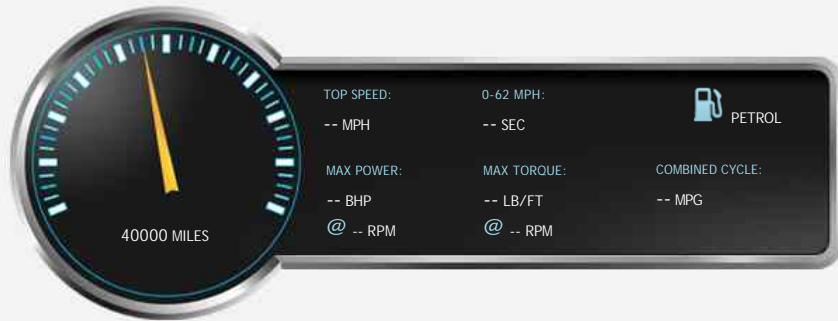 TOP SPEED:
-- MPH
0-62 MPH:
-- SEC
PETROL
MAX POWER:
-- BHP
@ -- RPM
MAX TORQUE:
-- LB/FT
@ -- RPM
COMBINED CYCLE:
-- MPG
40000 MILES